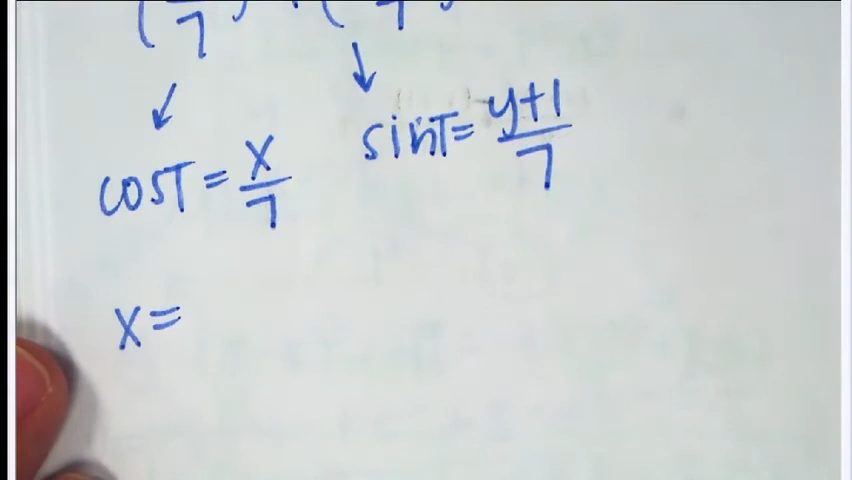 cosT = x/7
sinT = y+1/7
x =